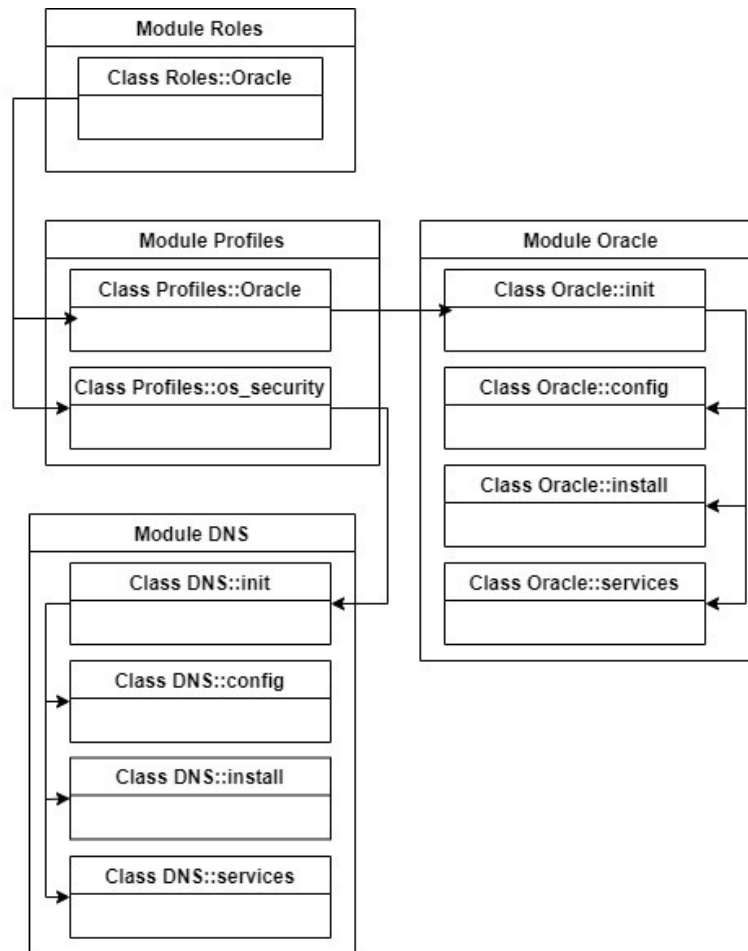 Module Roles
Class Roles::Oracle
Module Profiles
Class Profiles::Oracle
Class Profiles::os_security
Module Oracle
Class Oracle::init
Class Oracle::config
Class Oracle::install
Class Oracle::services
Module DNS
Class DNS::init
Class DNS::config
Class DNS::install
Class DNS::services